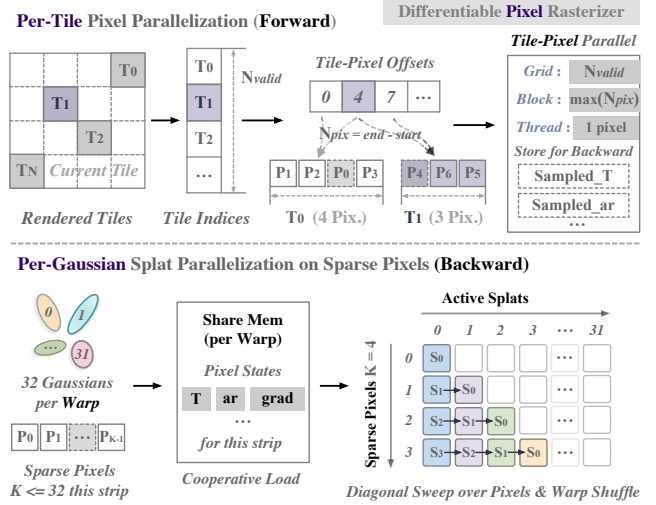 Differentiable Pixel Rasterizer
Per-Tile Pixel Parallelization (Forward)
T0
T1
T2
TN Current Tile
Rendered Tiles
T0
T1
T2
...
Nvalid
Tile Indices
Tile-Pixel Offsets
0 4 7 ...
Npix = end - start
P1 P2 P0 P3
P4 P6 P5
T0 (4 Pix.)
T1 (3 Pix.)
Tile-Pixel Parallel
Grid : Nvalid
Block : max(Npix)
Thread : 1 pixel
Store for Backward
Sampled_T
Sampled_ar
...
Per-Gaussian Splat Parallelization on Sparse Pixels (Backward)
0 1
... 31
32 Gaussians
per Warp
P0 P1 ... PK-1
Sparse Pixels
K <= 32 this strip
Share Mem
(per Warp)
Pixel States
T ar grad
...
for this strip
Cooperative Load
Active Splats
0 1 2 3 ... 31
Sparse Pixels K = 4
0 S0 ...
1 S1 S0 ...
2 S2 S1 S0 ...
3 S3 S2 S1 S0 ...
Diagonal Sweep over Pixels & Warp Shuffle